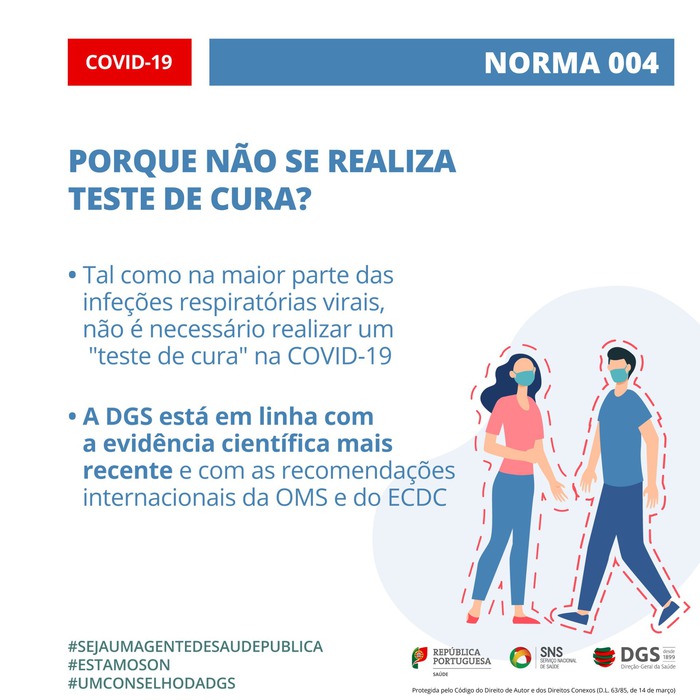 COVID-19
NORMA 004
PORQUE NÃO SE REALIZA
TESTE DE CURA?
• Tal como na maior parte das
infeções respiratórias virais,
não é necessário realizar um
"teste de cura" na COVID-19
• A DGS está em linha com
a evidência científica mais
recente e com as recomendações
internacionais da OMS e do ECDC
#SEJAUMAGENTEDESAUDEPUBLICA
#ESTAMOSON
#UMCONSELHODADGS
REPÚBLICA
PORTUGUESA
SAÚDE
SNS
SERVIÇO NACIONAL
DE SAÚDE
DGS desde
1899
Direção-Geral da Saúde
Protegida pelo Código do Direito de Autor e dos Direitos Conexos (D.L. 63/85, de 14 de março)